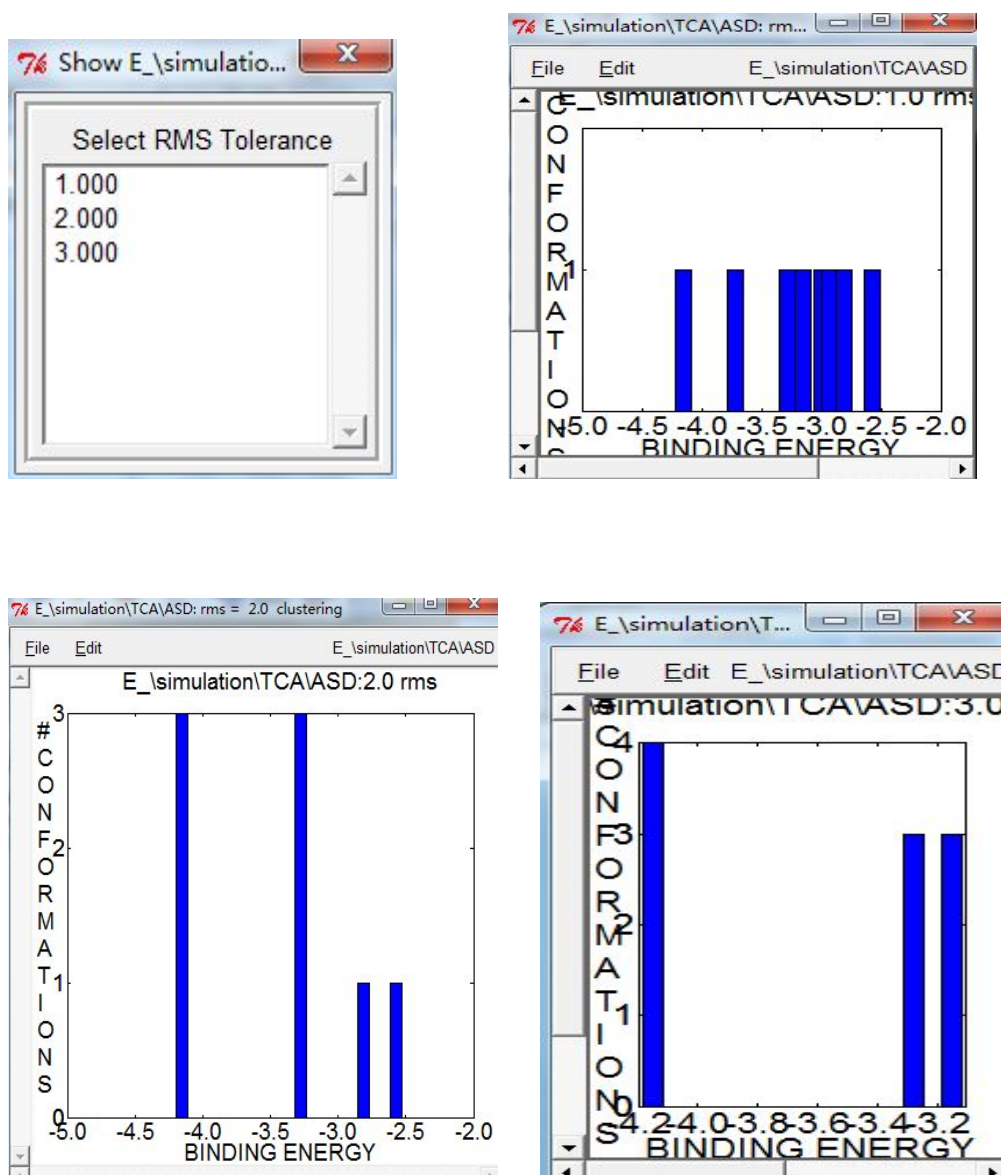 Show E_\simulatio...
Select RMS Tolerance
1.000
2.000
3.000
E_\simulation\TCA\ASD: rm...
File Edit E_\simulation\TCA\ASD
E_\simulation\TCA\ASD:1.0 rms
CONFORMATIONS
1
-5.0 -4.5 -4.0 -3.5 -3.0 -2.5 -2.0
BINDING ENERGY
E_\simulation\TCA\ASD: rms = 2.0 clustering
File Edit E_\simulation\TCA\ASD
E_\simulation\TCA\ASD:2.0 rms
#CONFORMATIONS
3
2
1
0
-5.0 -4.5 -4.0 -3.5 -3.0 -2.5 -2.0
BINDING ENERGY
E_\simulation\T...
File Edit E_\simulation\TCA\ASD
\simulation\TCA\ASD:3.0
#CONFORMATIONS
4
3
2
1
0
-4.2 -4.0 -3.8 -3.6 -3.4 -3.2
BINDING ENERGY